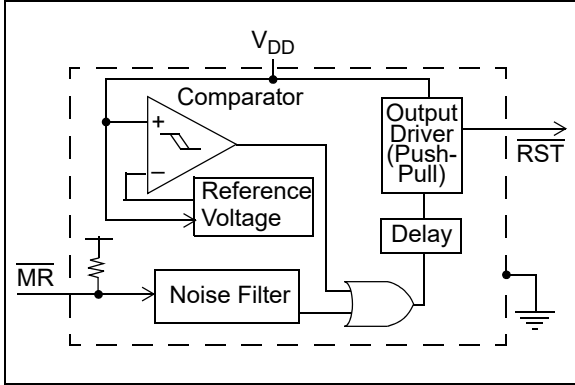 VDD
Comparator
+
−
Output
Driver
(Push-
Pull)
RST
Reference
Voltage
Delay
MR
Noise Filter